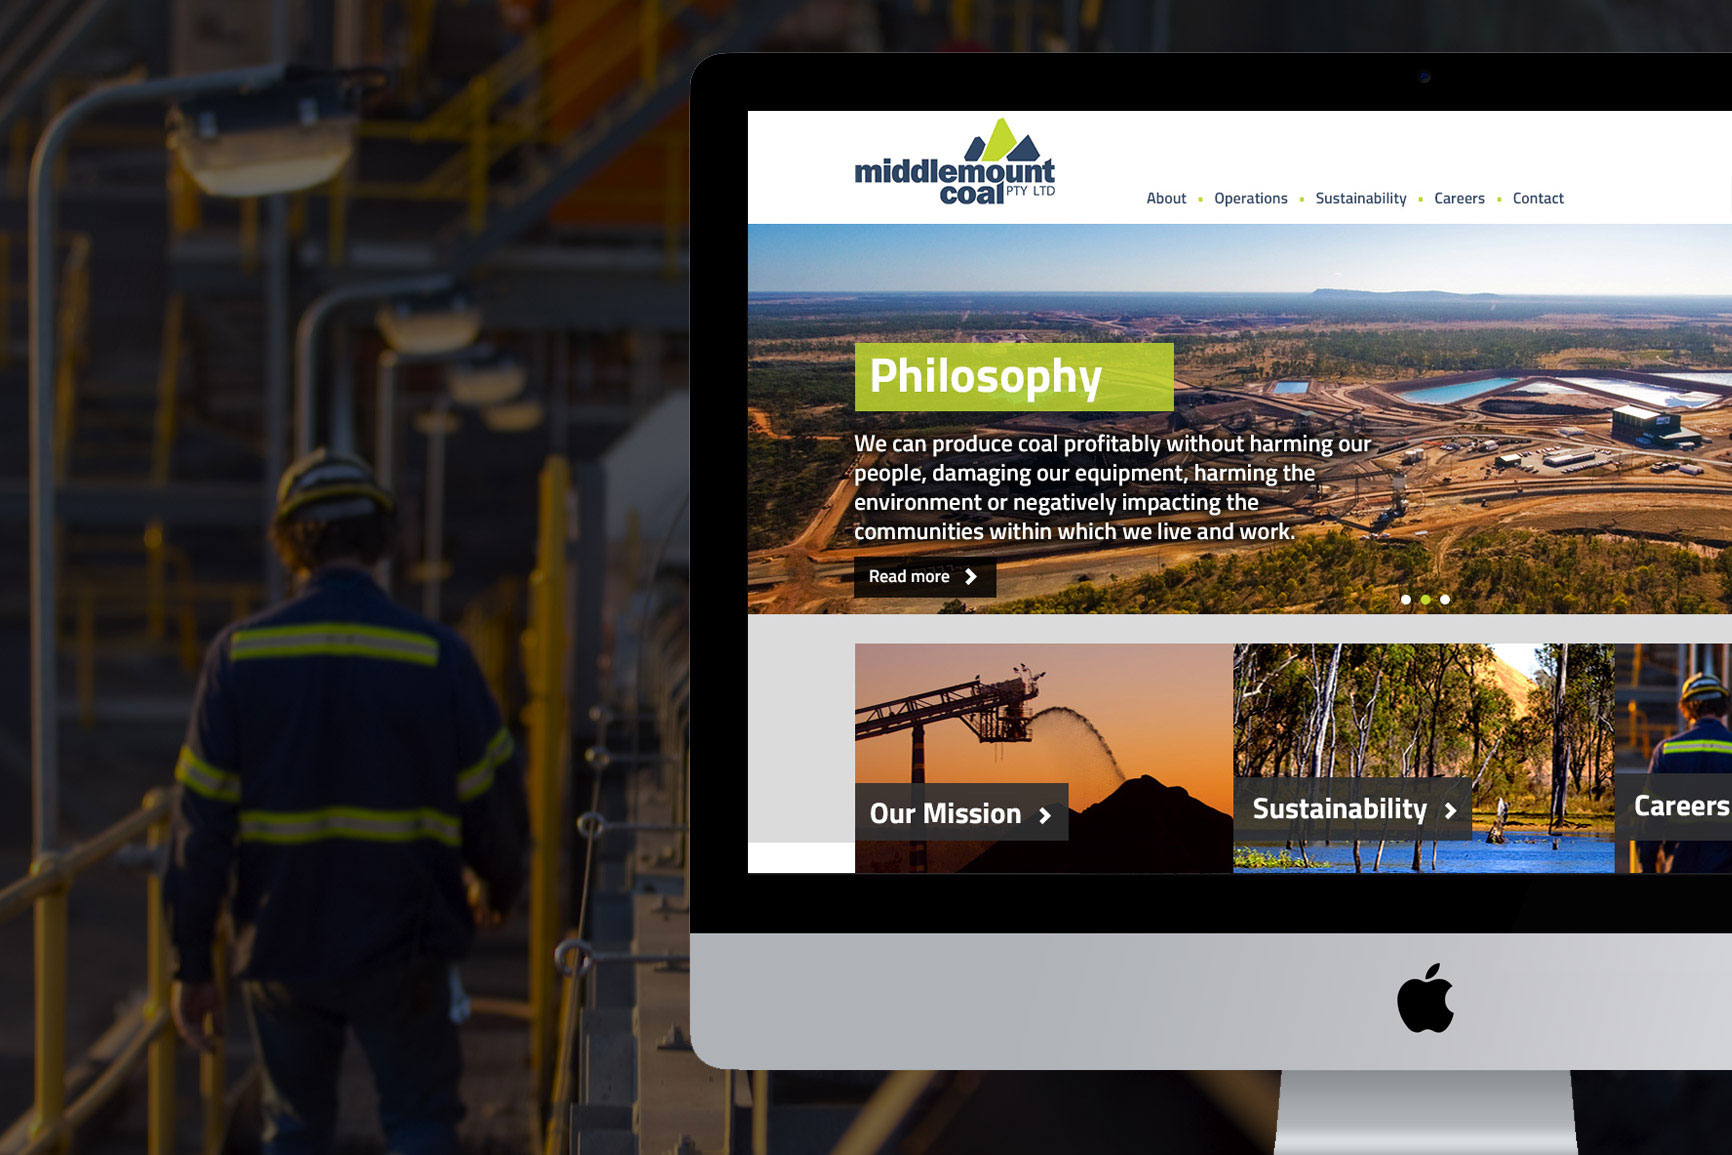 middlemount
coal PTY LTD
About • Operations • Sustainability • Careers • Contact
Philosophy
We can produce coal profitably without harming our
people, damaging our equipment, harming the
environment or negatively impacting the
communities within which we live and work.
Read more
Our Mission
Sustainability
Careers